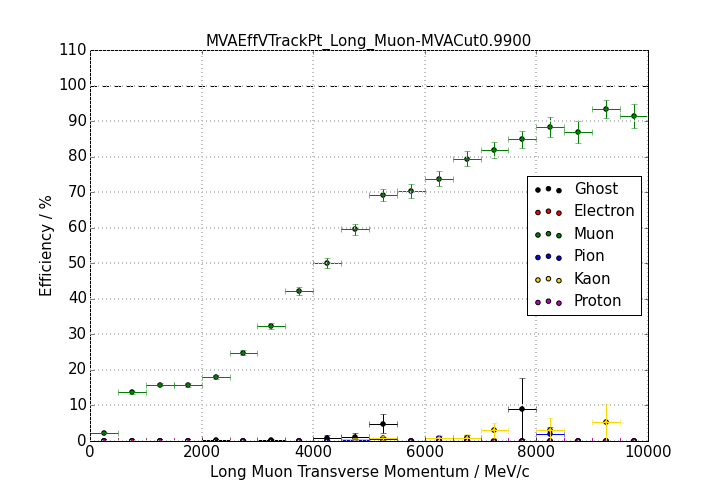 MVAEffVTrackPt_Long_Muon-MVACut0.9900
110
100
90
80
70
60
50
40
30
20
10
0
Efficiency / %
Ghost
Electron
Muon
Pion
Kaon
Proton
0 2000 4000 6000 8000 10000
Long Muon Transverse Momentum / MeV/c